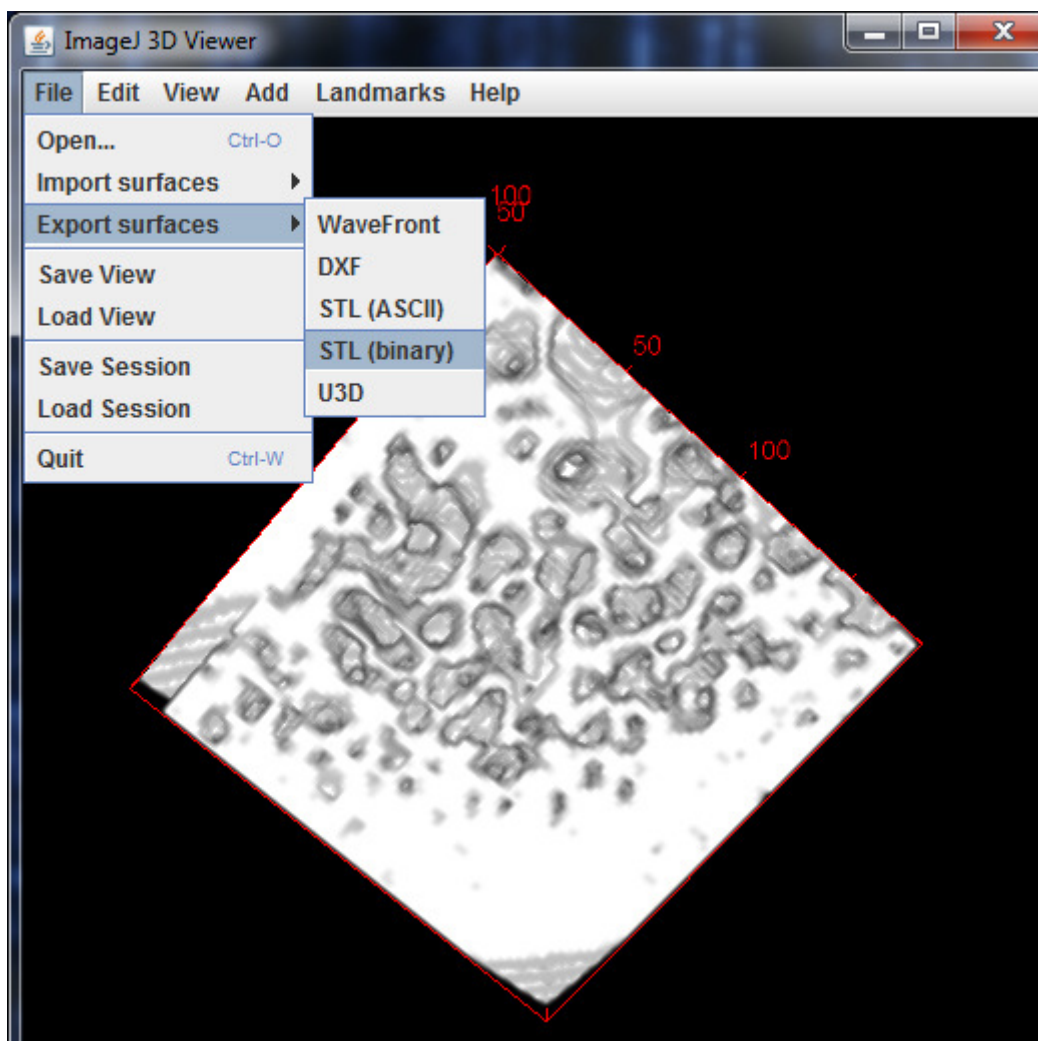 ImageJ 3D Viewer
File Edit View Add Landmarks Help
Open... Ctrl-O
Import surfaces
Export surfaces
Save View
Load View
Save Session
Load Session
Quit Ctrl-W
WaveFront
DXF
STL (ASCII)
STL (binary)
U3D
100
50
50
100